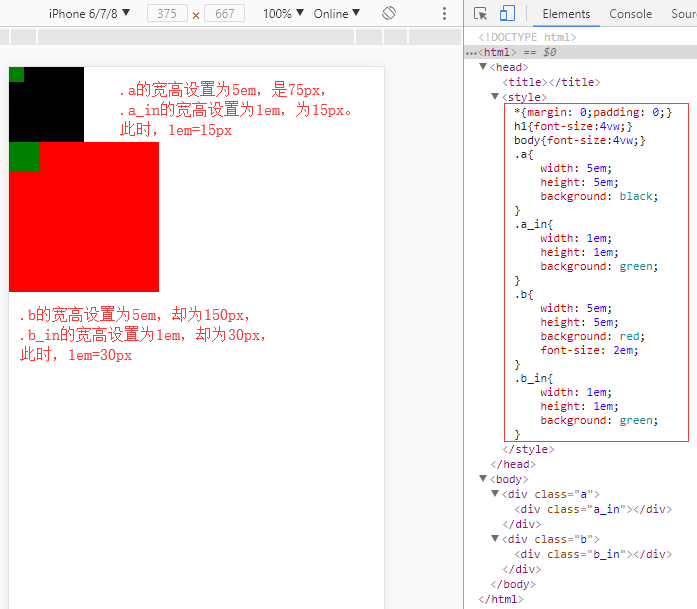 iPhone 6/7/8 ▼ 375 × 667 100% ▼ Online ▼
Elements Console Sour
.a的宽高设置为5em，是75px，
.a_in的宽高设置为1em，为15px。
此时，1em=15px
.b的宽高设置为5em，却为150px，
.b_in的宽高设置为1em，却为30px，
此时，1em=30px
<!DOCTYPE html>
<html> == $0
<head>
<title></title>
<style>
*{margin: 0;padding: 0;}
h1{font-size:4vw;}
body{font-size:4vw;}
.a{
width: 5em;
height: 5em;
background: black;
}
.a_in{
width: 1em;
height: 1em;
background: green;
}
.b{
width: 5em;
height: 5em;
background: red;
font-size: 2em;
}
.b_in{
width: 1em;
height: 1em;
background: green;
}
</style>
</head>
<body>
<div class="a">
<div class="a_in"></div>
</div>
<div class="b">
<div class="b_in"></div>
</div>
</body>
</html>